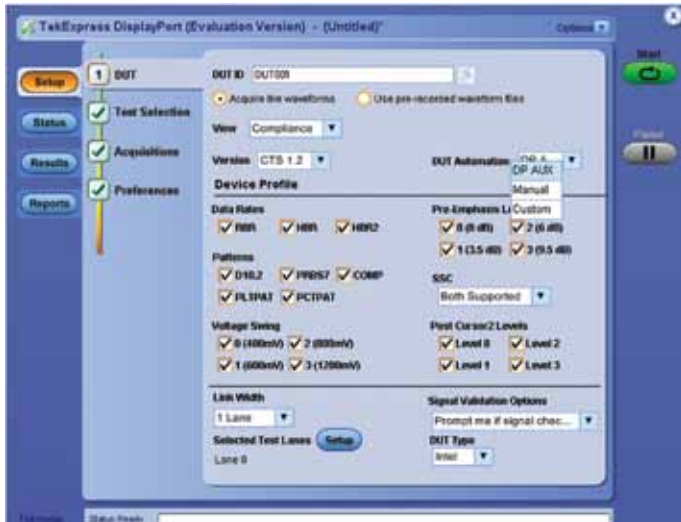 TekExpress DisplayPort (Evaluation Version) - (Untitled)*
Options
Start
Setup
Status
Results
Reports
1 DUT
Test Selection
Acquisitions
Preferences
DUT ID DUT001
Acquire the waveforms
Use pre-recorded waveform files
View Compliance
Version CTS 1.2
DUT Automation
DP AUX
Manual
Custom
Device Profile
Data Rates
RBR HBR HBR2
Patterns
D10.2 PRBS7 COMP
PLTPAT PCTPAT
Voltage Swing
0 (400mV) 2 (800mV)
1 (600mV) 3 (1200mV)
Pre-Emphasis
0 (0 dB) 2 (6 dB)
1 (3.5 dB) 3 (9.5 dB)
SSC
Both Supported
Post Cursor2 Levels
Level 0 Level 2
Level 1 Level 3
Link Width
1 Lane
Selected Test Lanes Setup
Lane 0
Signal Validation Options
Prompt me if signal chec...
DUT Type
Intel
Pause
Tektronix
Status Ready